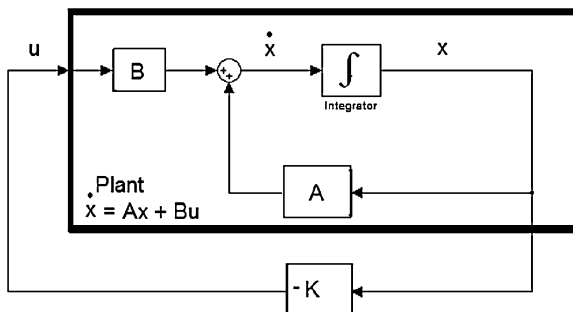 u
B
++
ẋ
∫
Integrator
x
A
Plant
ẋ = Ax + Bu
-K